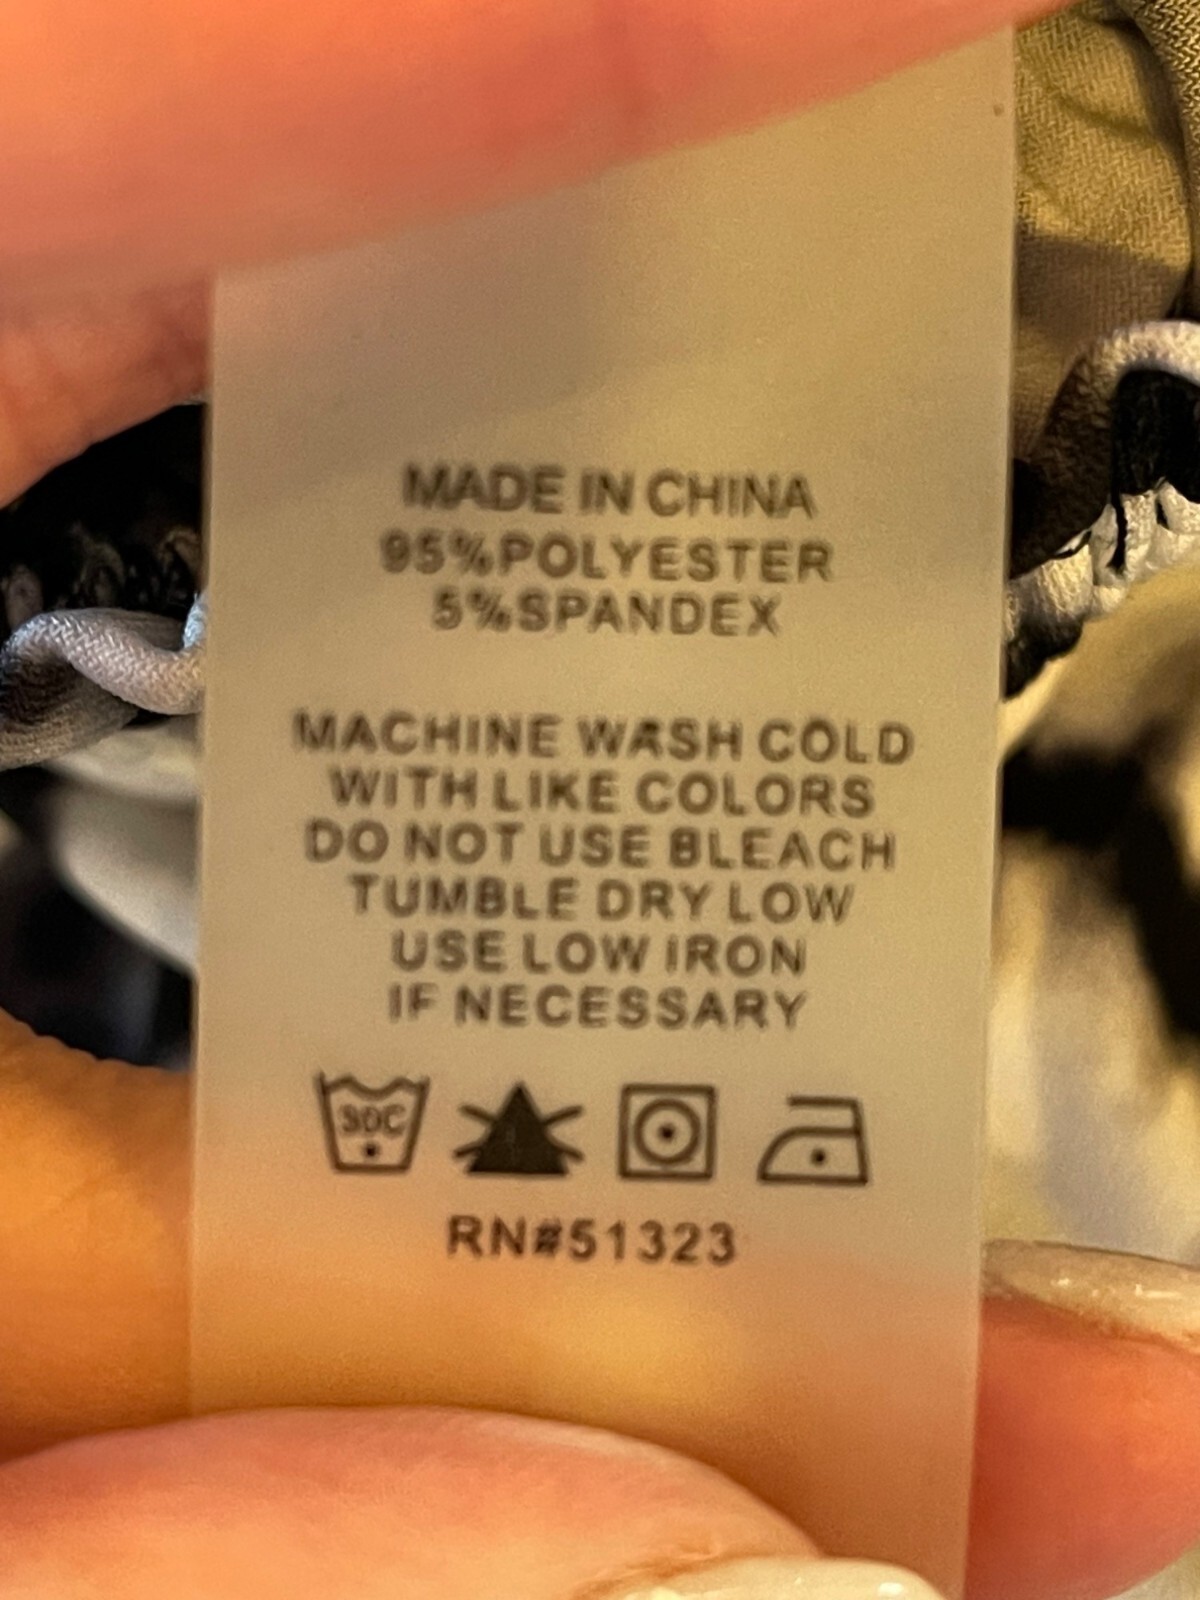 MADE IN CHINA
95%POLYESTER
5%SPANDEX
MACHINE WASH COLD
WITH LIKE COLORS
DO NOT USE BLEACH
TUMBLE DRY LOW
USE LOW IRON
IF NECESSARY
30C
RN#51323